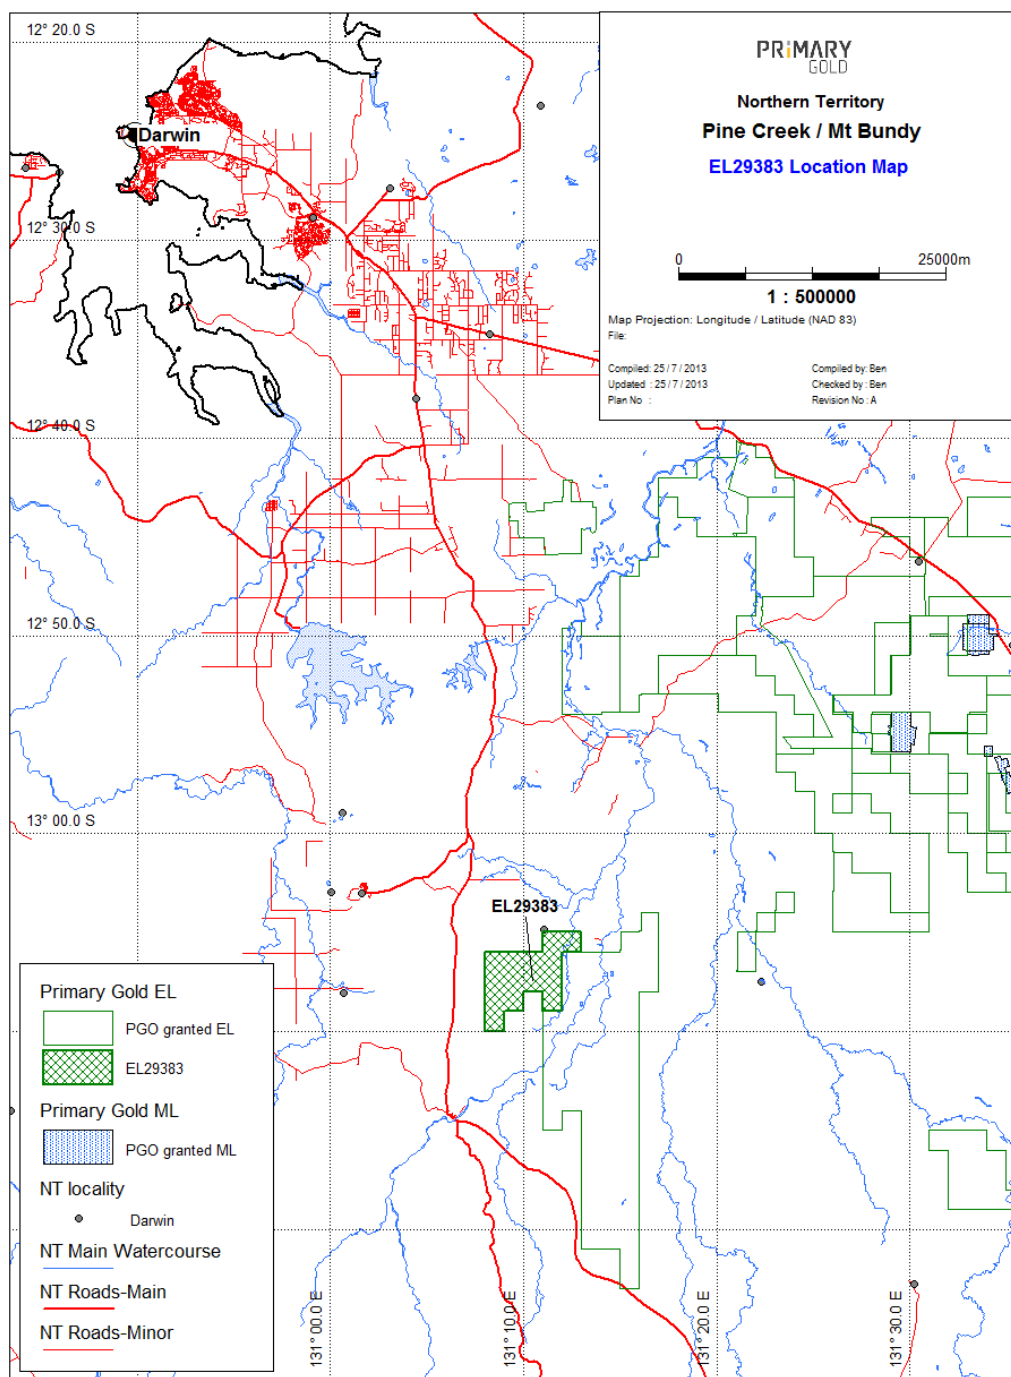 12° 20.0 S
PRiMARY
GOLD
Northern Territory
Pine Creek / Mt Bundy
EL29383 Location Map
Darwin
12° 30.0 S
0 25000m
1 : 500000
Map Projection: Longitude / Latitude (NAD 83)
File:
Compiled: 25 / 7 / 2013 Compiled by: Ben
Updated : 25 / 7 / 2013 Checked by : Ben
Plan No : Revision No : A
12° 40.0 S
12° 50.0 S
13° 00.0 S
EL29383
Primary Gold EL
PGO granted EL
EL29383
Primary Gold ML
PGO granted ML
NT locality
Darwin
NT Main Watercourse
NT Roads-Main
NT Roads-Minor
131° 00.0 E
131° 10.0 E
131° 20.0 E
131° 30.0 E